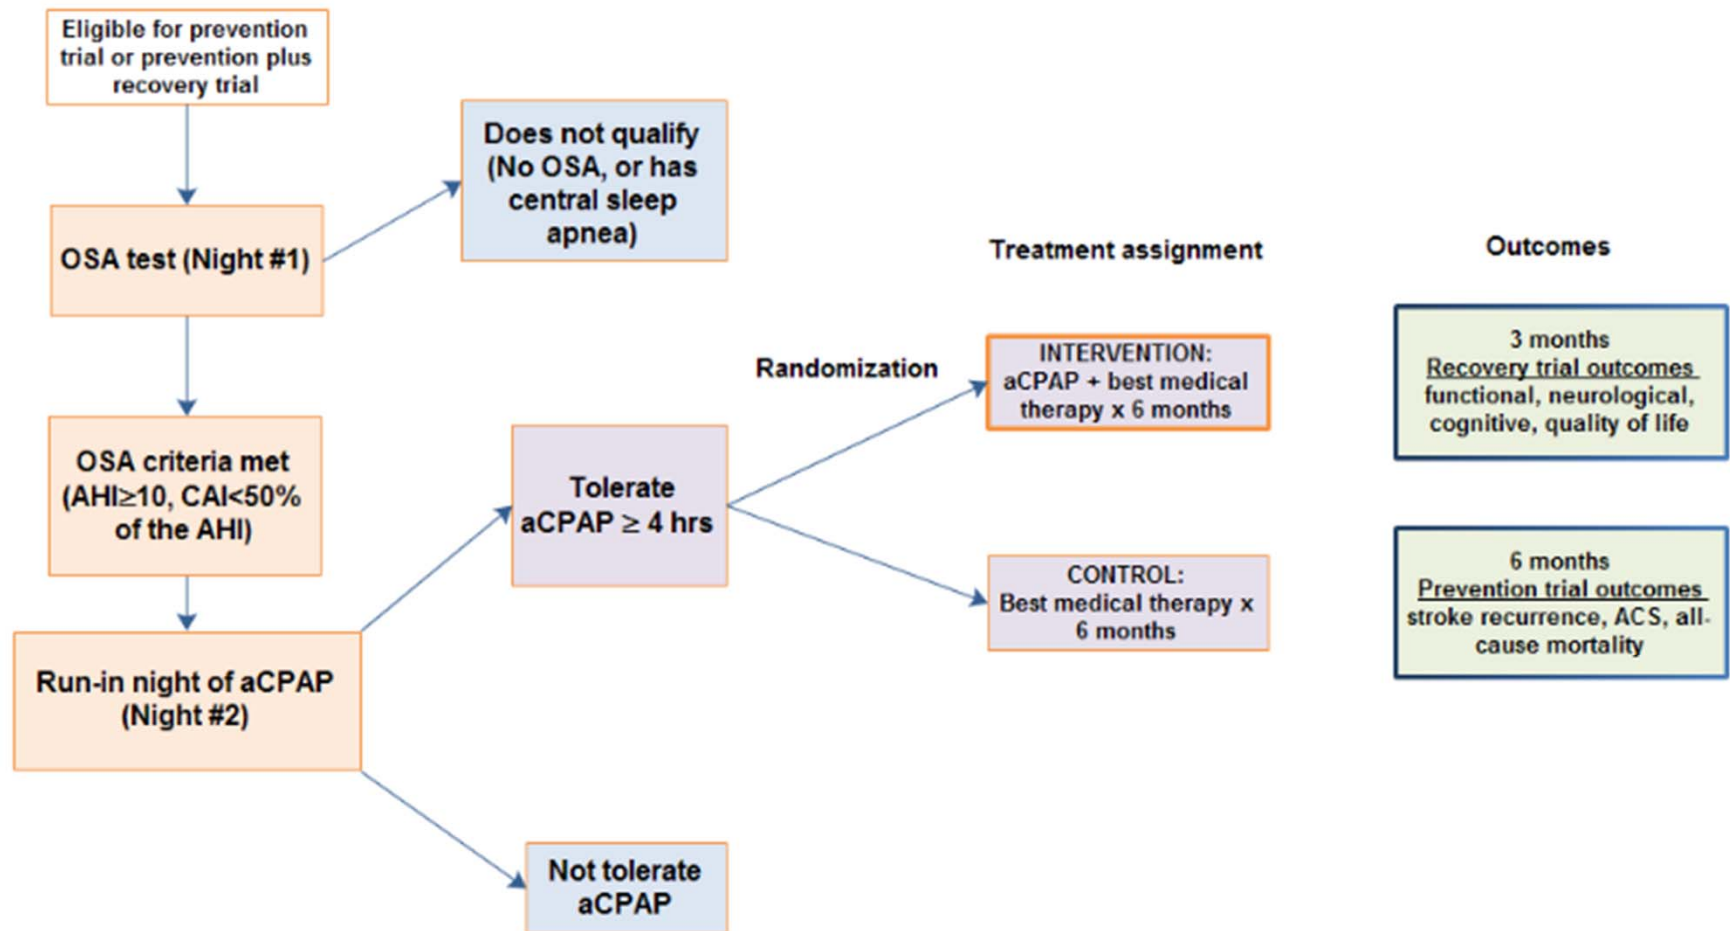 Eligible for prevention
trial or prevention plus
recovery trial
Does not qualify
(No OSA, or has
central sleep
apnea)
OSA test (Night #1)
OSA criteria met
(AHI≥10, CAI<50%
of the AHI)
Run-in night of aCPAP
(Night #2)
Tolerate
aCPAP ≥ 4 hrs
Not tolerate
aCPAP
Randomization
Treatment assignment
INTERVENTION:
aCPAP + best medical
therapy x 6 months
CONTROL:
Best medical therapy x
6 months
Outcomes
3 months
Recovery trial outcomes
functional, neurological,
cognitive, quality of life
6 months
Prevention trial outcomes
stroke recurrence, ACS, all-
cause mortality